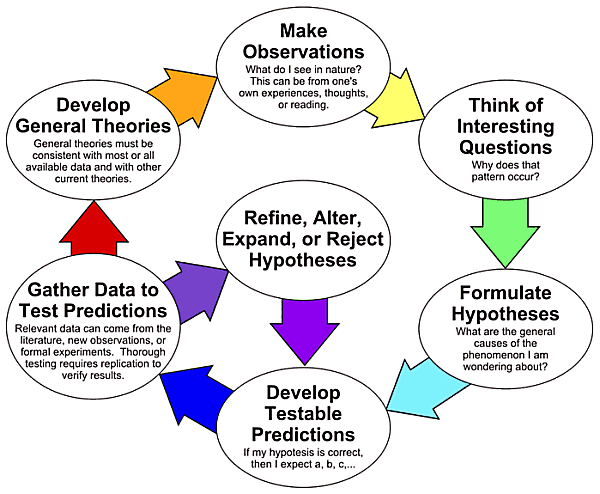 Make
Observations
What do I see in nature?
This can be from one's
own experiences, thoughts,
or reading.
Think of
Interesting
Questions
Why does that
pattern occur?
Formulate
Hypotheses
What are the general
causes of the
phenomenon I am
wondering about?
Develop
Testable
Predictions
If my hypotesis is correct,
then I expect a, b, c,...
Gather Data to
Test Predictions
Relevant data can come from the
literature, new observations, or
formal experiments. Thorough
testing requires replication to
verify results.
Refine, Alter,
Expand, or Reject
Hypotheses
Develop
General Theories
General theories must be
consistent with most or all
available data and with other
current theories.